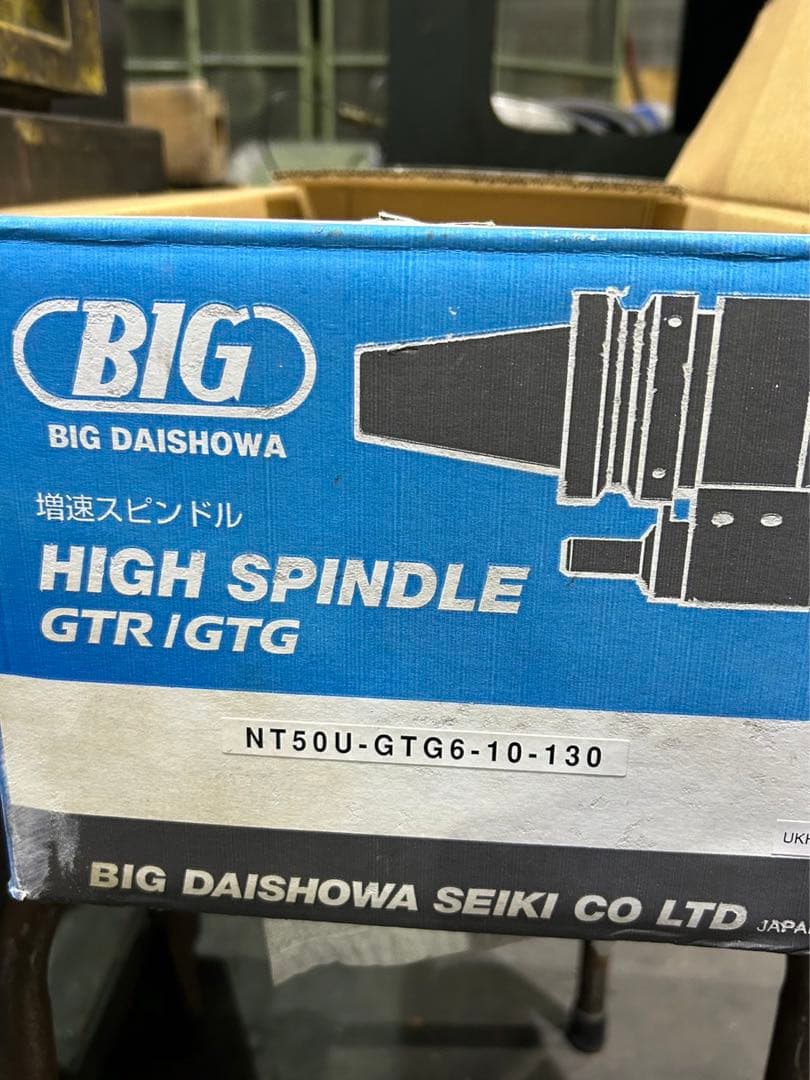 BIG
BIG DAISHOWA
増速スピンドル
HIGH SPINDLE
GTR/GTG
NT50U-GTG6-10-130
BIG DAISHOWA SEIKI CO LTD